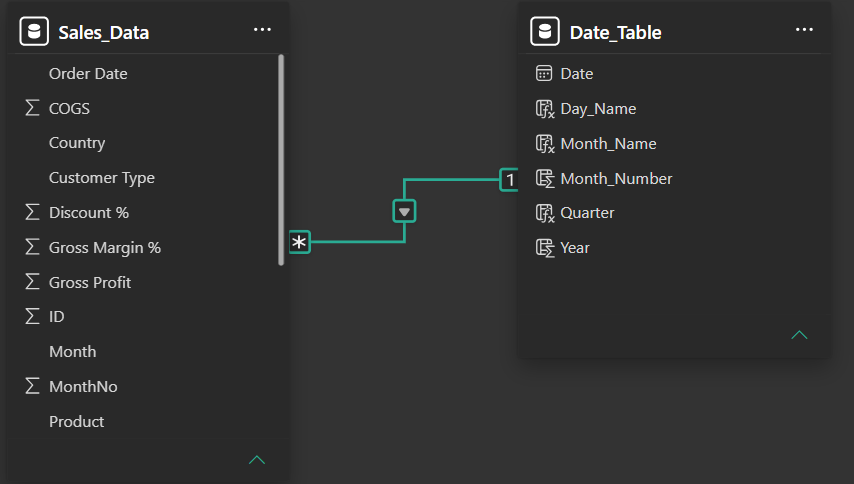 Sales_Data
Order Date
COGS
Country
Customer Type
Discount %
Gross Margin %
Gross Profit
ID
Month
MonthNo
Product
*
1
Date_Table
Date
Day_Name
Month_Name
Month_Number
Quarter
Year